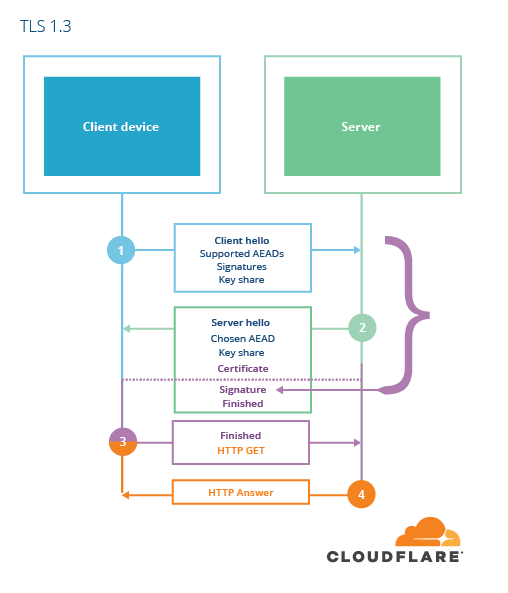 TLS 1.3
Client device
Server
1
Client hello
Supported AEADs
Signatures
Key share
2
Server hello
Chosen AEAD
Key share
Certificate
Signature
Finished
3
Finished
HTTP GET
HTTP Answer
4
CLOUDFLARE